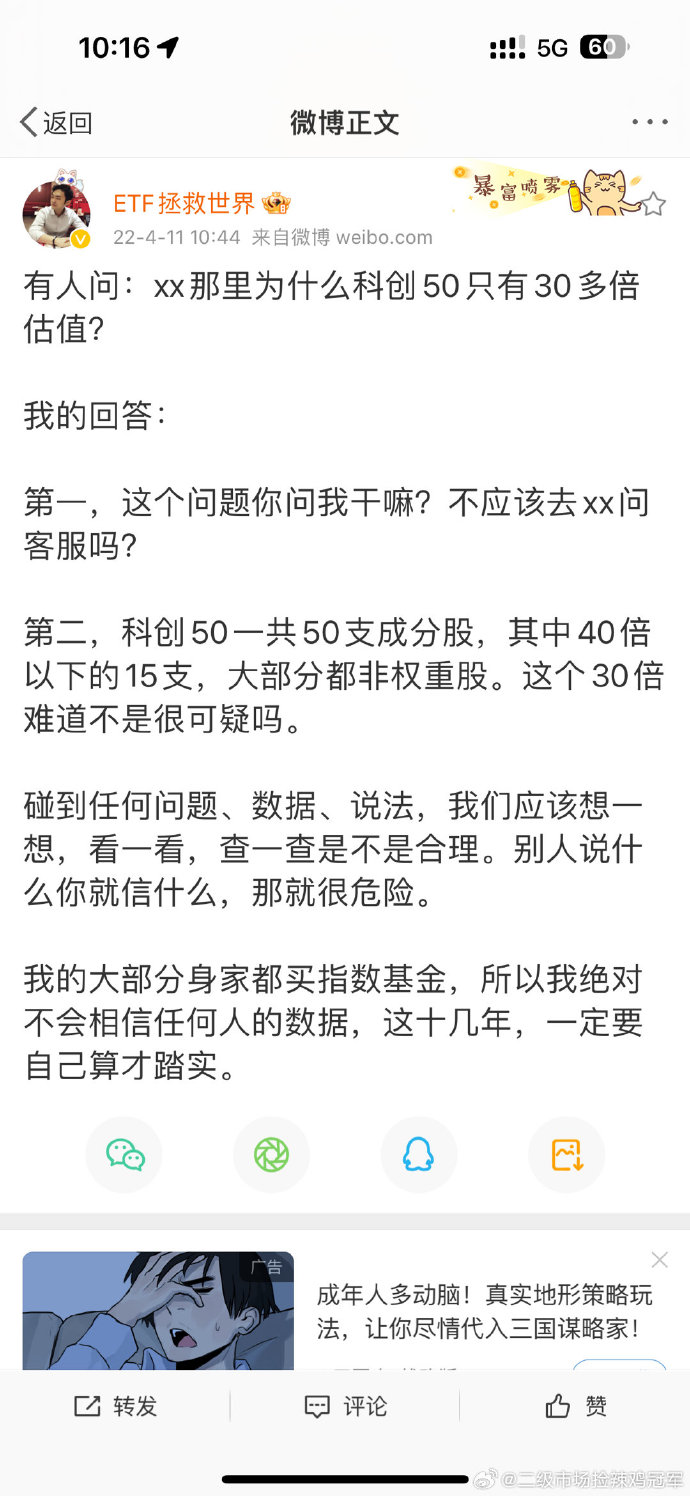 10:16
5G
60
返回
微博正文
ETF拯救世界
暴富喷雾
22-4-11 10:44 来自微博 weibo.com
有人问：xx那里为什么科创50只有30多倍
估值？
我的回答：
第一，这个问题你问我干嘛？不应该去xx问
客服吗？
第二，科创50一共50支成分股，其中40倍
以下的15支，大部分都非权重股。这个30倍
难道不是很可疑吗。
碰到任何问题、数据、说法，我们应该想一
想，看一看，查一查是不是合理。别人说什
么你就信什么，那就很危险。
我的大部分身家都买指数基金，所以我绝对
不会相信任何人的数据，这十几年，一定要
自己算才踏实。
广告
成年人多动脑！真实地形策略玩
法，让你尽情代入三国谋略家！
转发
评论
赞
@二级市场捡辣鸡冠军